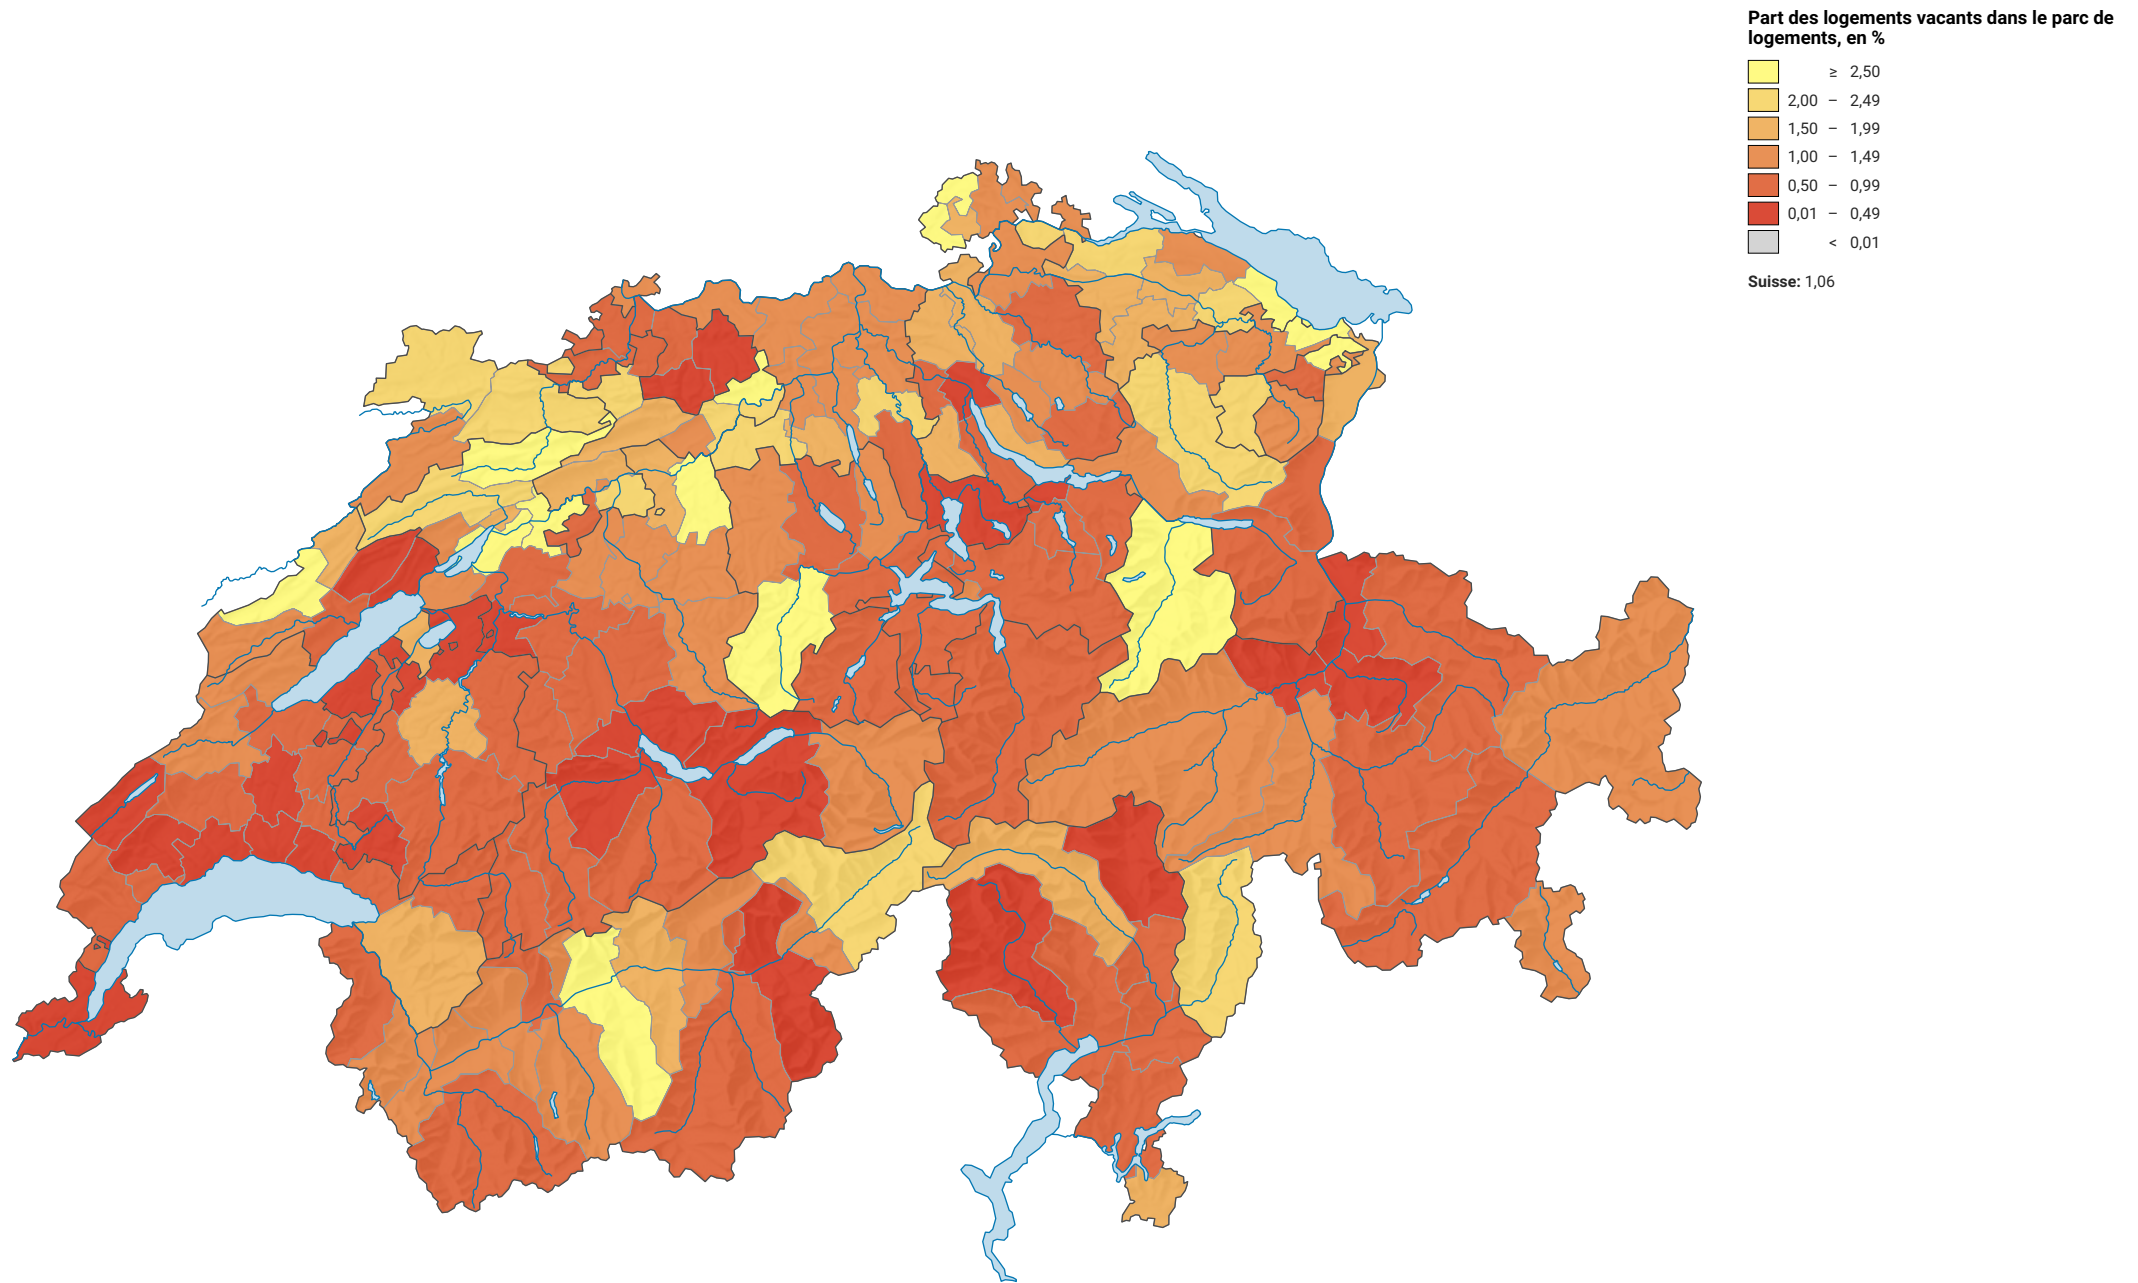 Part des logements vacants dans le parc de
logements, en %
≥ 2,50
2,00 – 2,49
1,50 – 1,99
1,00 – 1,49
0,50 – 0,99
0,01 – 0,49
< 0,01
Suisse: 1,06